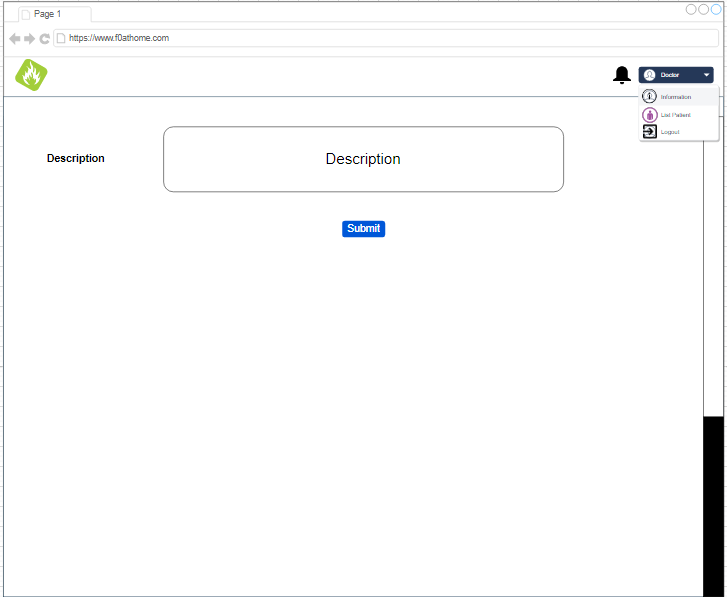 Page 1
https://www.f0athome.com
Doctor
Information
List Patient
Logout
Description
Description
Submit